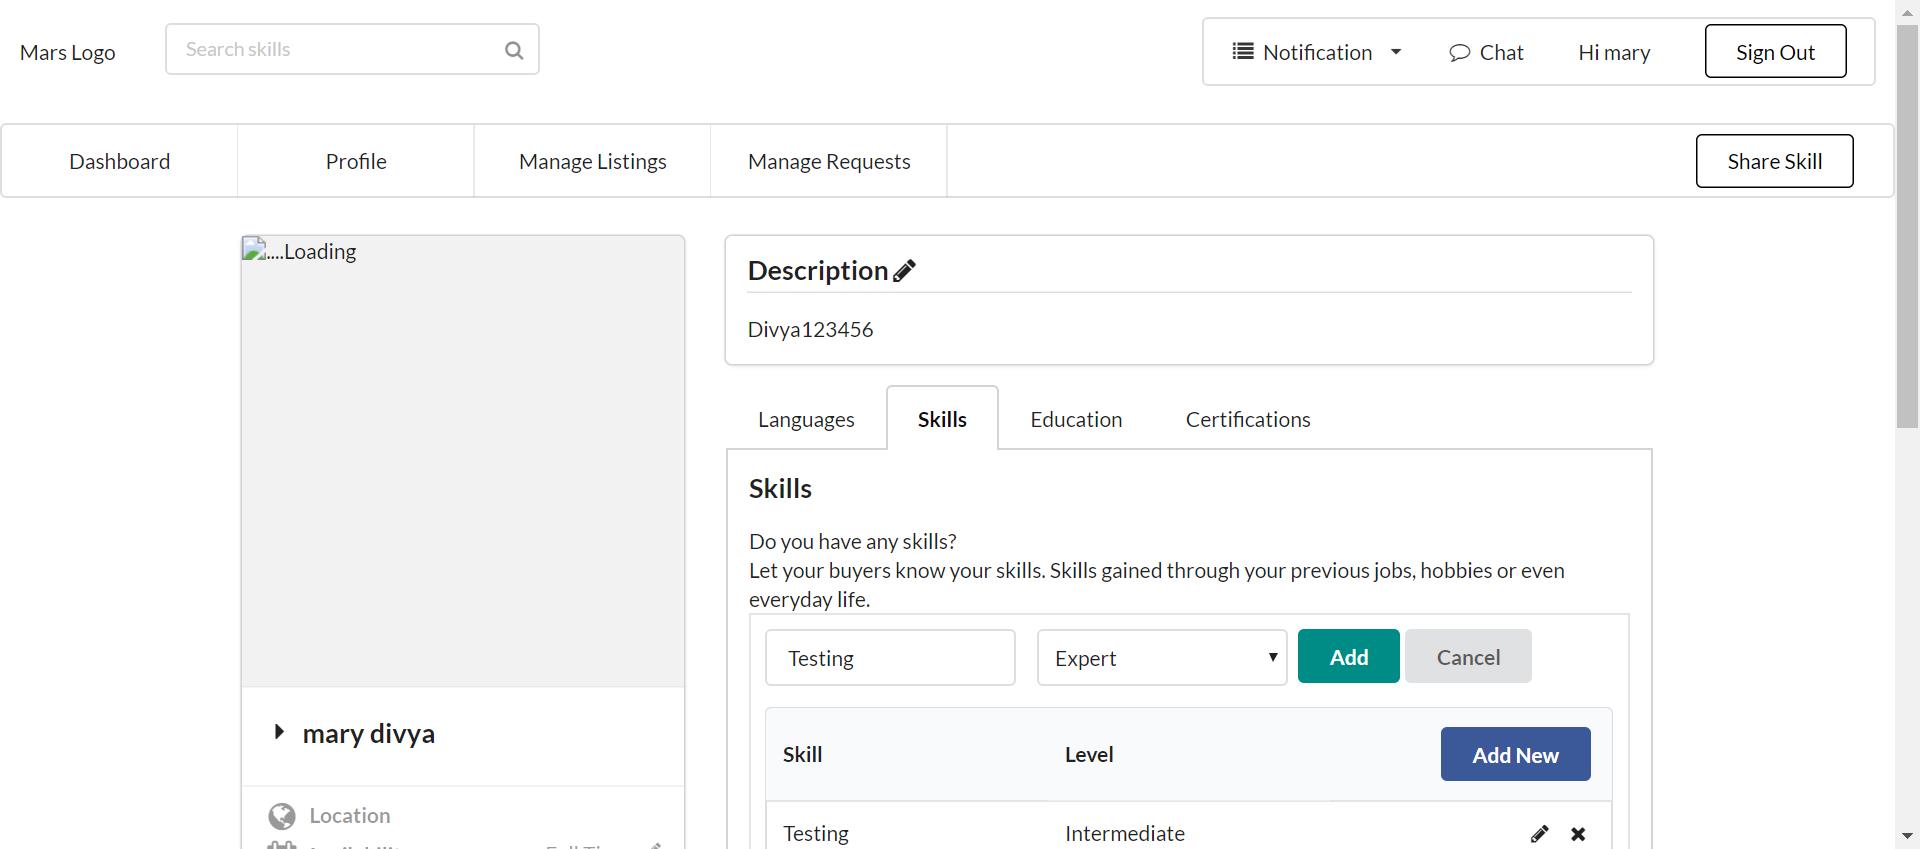 Mars Logo
Search skills
Notification
Chat
Hi mary
Sign Out
Dashboard
Profile
Manage Listings
Manage Requests
Share Skill
....Loading
mary divya
Location
Description
Divya123456
Languages
Skills
Education
Certifications
Skills
Do you have any skills?
Let your buyers know your skills. Skills gained through your previous jobs, hobbies or even
everyday life.
Testing
Expert
Add
Cancel
Skill
Level
Add New
Testing
Intermediate